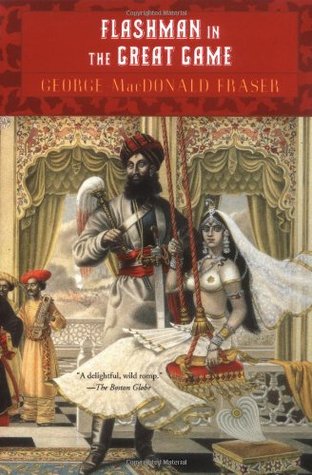 FLASHMAN IN
THE GREAT GAME
GEORGE MacDONALD FRASER
"A delightful, wild romp."
—The Boston Globe